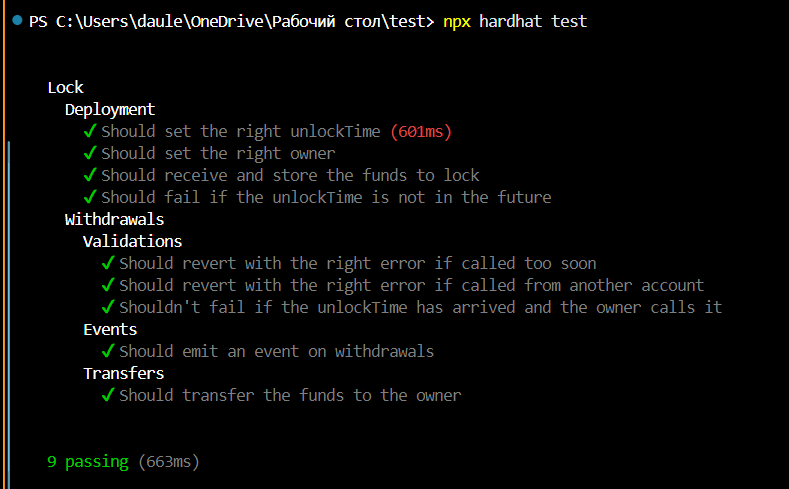 PS C:\Users\daule\OneDrive\Рабочий стол\test> npx hardhat test
Lock
Deployment
✔ Should set the right unlockTime (601ms)
✔ Should set the right owner
✔ Should receive and store the funds to lock
✔ Should fail if the unlockTime is not in the future
Withdrawals
Validations
✔ Should revert with the right error if called too soon
✔ Should revert with the right error if called from another account
✔ Shouldn't fail if the unlockTime has arrived and the owner calls it
Events
✔ Should emit an event on withdrawals
Transfers
✔ Should transfer the funds to the owner
9 passing (663ms)